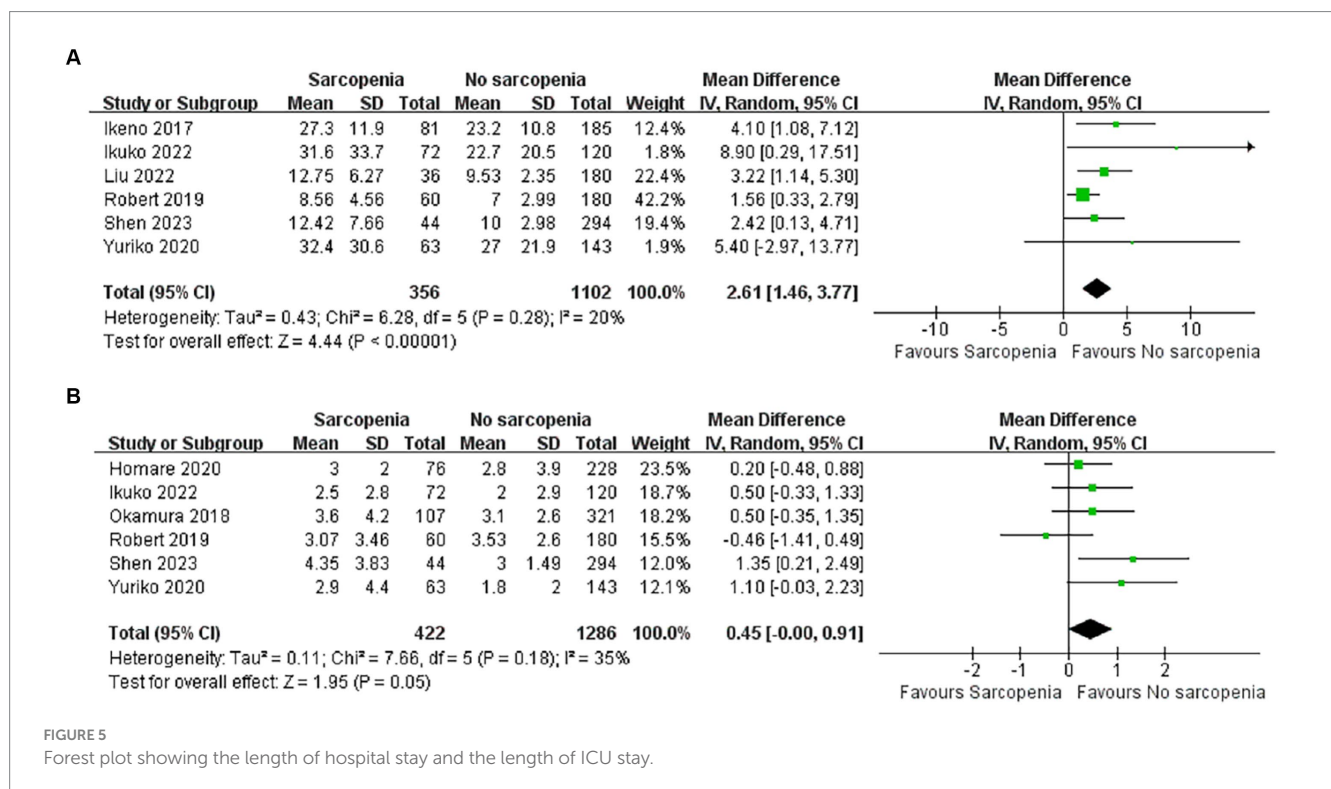 A
Sarcopenia No sarcopenia Mean Difference Mean Difference
Study or Subgroup Mean SD Total Mean SD Total Weight IV, Random, 95% CI IV, Random, 95% CI
Ikeno 2017 27.3 11.9 81 23.2 10.8 185 12.4% 4.10 [1.08, 7.12]
Ikuko 2022 31.6 33.7 72 22.7 20.5 120 1.8% 8.90 [0.29, 17.51]
Liu 2022 12.75 6.27 36 9.53 2.35 180 22.4% 3.22 [1.14, 5.30]
Robert 2019 8.56 4.56 60 7 2.99 180 42.2% 1.56 [0.33, 2.79]
Shen 2023 12.42 7.66 44 10 2.98 294 19.4% 2.42 [0.13, 4.71]
Yuriko 2020 32.4 30.6 63 27 21.9 143 1.9% 5.40 [-2.97, 13.77]
Total (95% CI) 356 1102 100.0% 2.61 [1.46, 3.77]
Heterogeneity: Tau² = 0.43; Chi² = 6.28, df = 5 (P = 0.28); I² = 20%
Test for overall effect: Z = 4.44 (P < 0.00001)
-10 -5 0 5 10
Favours Sarcopenia Favours No sarcopenia
B
Sarcopenia No sarcopenia Mean Difference Mean Difference
Study or Subgroup Mean SD Total Mean SD Total Weight IV, Random, 95% CI IV, Random, 95% CI
Homare 2020 3 2 76 2.8 3.9 228 23.5% 0.20 [-0.48, 0.88]
Ikuko 2022 2.5 2.8 72 2 2.9 120 18.7% 0.50 [-0.33, 1.33]
Okamura 2018 3.6 4.2 107 3.1 2.6 321 18.2% 0.50 [-0.35, 1.35]
Robert 2019 3.07 3.46 60 3.53 2.6 180 15.5% -0.46 [-1.41, 0.49]
Shen 2023 4.35 3.83 44 3 1.49 294 12.0% 1.35 [0.21, 2.49]
Yuriko 2020 2.9 4.4 63 1.8 2 143 12.1% 1.10 [-0.03, 2.23]
Total (95% CI) 422 1286 100.0% 0.45 [-0.00, 0.91]
Heterogeneity: Tau² = 0.11; Chi² = 7.66, df = 5 (P = 0.18); I² = 35%
Test for overall effect: Z = 1.95 (P = 0.05)
-2 -1 0 1 2
Favours Sarcopenia Favours No sarcopenia
FIGURE 5
Forest plot showing the length of hospital stay and the length of ICU stay.